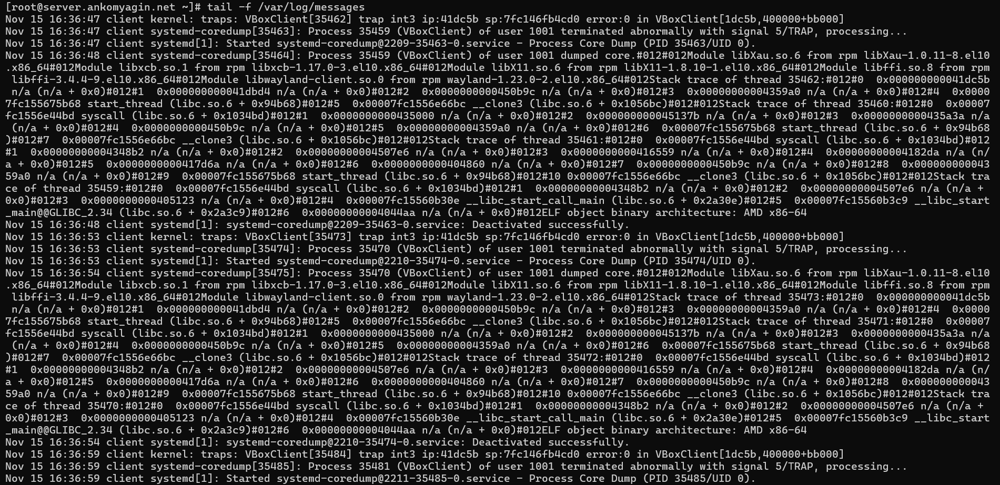 [root@server.ankomyagin.net ~]# tail -f /var/log/messages
Nov 15 16:36:47 client kernel: traps: VBoxClient[35462] trap int3 ip:41dc5b sp:7fc146fb4cd0 error:0 in VBoxClient[1dc5b,400000+bb000]
Nov 15 16:36:47 client systemd-coredump[35463]: Process 35459 (VBoxClient) of user 1001 terminated abnormally with signal 5/TRAP, processing...
Nov 15 16:36:47 client systemd[1]: Started systemd-coredump@2209-35463-0.service - Process Core Dump (PID 35463/UID 0).
Nov 15 16:36:48 client systemd-coredump[35464]: Process 35459 (VBoxClient) of user 1001 dumped core.#012#012Module libXau.so.6 from rpm libXau-1.0.11-8.el10
.x86_64#012Module libxcb.so.1 from rpm libxcb-1.17.0-3.el10.x86_64#012Module libX11.so.6 from rpm libX11-1.8.10-1.el10.x86_64#012Module libffi.so.8 from rpm
 libffi-3.4.4-9.el10.x86_64#012Module libwayland-client.so.0 from rpm wayland-1.23.0-2.el10.x86_64#012Stack trace of thread 35462:#012#0  0x000000000041dc5b
 n/a (n/a + 0x0)#012#1  0x000000000041dbd4 n/a (n/a + 0x0)#012#2  0x0000000000450b9c n/a (n/a + 0x0)#012#3  0x00000000004359a0 n/a (n/a + 0x0)#012#4  0x0000
7fc155675b68 start_thread (libc.so.6 + 0x94b68)#012#5  0x00007fc1556e66bc __clone3 (libc.so.6 + 0x1056bc)#012#012Stack trace of thread 35460:#012#0  0x00007
fc1556e44bd syscall (libc.so.6 + 0x1034bd)#012#1  0x0000000000435000 n/a (n/a + 0x0)#012#2  0x000000000045137b n/a (n/a + 0x0)#012#3  0x0000000000435a3a n/a
 (n/a + 0x0)#012#4  0x0000000000450b9c n/a (n/a + 0x0)#012#5  0x00000000004359a0 n/a (n/a + 0x0)#012#6  0x00007fc155675b68 start_thread (libc.so.6 + 0x94b68
)#012#7  0x00007fc1556e66bc __clone3 (libc.so.6 + 0x1056bc)#012#012Stack trace of thread 35461:#012#0  0x00007fc1556e44bd syscall (libc.so.6 + 0x1034bd)#012
#1  0x00000000004348b2 n/a (n/a + 0x0)#012#2  0x00000000004507e6 n/a (n/a + 0x0)#012#3  0x0000000000416559 n/a (n/a + 0x0)#012#4  0x00000000004182da n/a (n/
a + 0x0)#012#5  0x0000000000417d6a n/a (n/a + 0x0)#012#6  0x0000000000404860 n/a (n/a + 0x0)#012#7  0x0000000000450b9c n/a (n/a + 0x0)#012#8  0x000000000043
59a0 n/a (n/a + 0x0)#012#9  0x00007fc155675b68 start_thread (libc.so.6 + 0x94b68)#012#10 0x00007fc1556e66bc __clone3 (libc.so.6 + 0x1056bc)#012#012Stack tra
ce of thread 35459:#012#0  0x00007fc1556e44bd syscall (libc.so.6 + 0x1034bd)#012#1  0x00000000004348b2 n/a (n/a + 0x0)#012#2  0x00000000004507e6 n/a (n/a +
0x0)#012#3  0x0000000000405123 n/a (n/a + 0x0)#012#4  0x00007fc15560b30e __libc_start_call_main (libc.so.6 + 0x2a30e)#012#5  0x00007fc15560b3c9 __libc_start
_main@@GLIBC_2.34 (libc.so.6 + 0x2a3c9)#012#6  0x00000000004044aa n/a (n/a + 0x0)#012ELF object binary architecture: AMD x86-64
Nov 15 16:36:48 client systemd[1]: systemd-coredump@2209-35463-0.service: Deactivated successfully.
Nov 15 16:36:53 client kernel: traps: VBoxClient[35473] trap int3 ip:41dc5b sp:7fc146fb4cd0 error:0 in VBoxClient[1dc5b,400000+bb000]
Nov 15 16:36:53 client systemd-coredump[35474]: Process 35470 (VBoxClient) of user 1001 terminated abnormally with signal 5/TRAP, processing...
Nov 15 16:36:53 client systemd[1]: Started systemd-coredump@2210-35474-0.service - Process Core Dump (PID 35474/UID 0).
Nov 15 16:36:54 client systemd-coredump[35475]: Process 35470 (VBoxClient) of user 1001 dumped core.#012#012Module libXau.so.6 from rpm libXau-1.0.11-8.el10
.x86_64#012Module libxcb.so.1 from rpm libxcb-1.17.0-3.el10.x86_64#012Module libX11.so.6 from rpm libX11-1.8.10-1.el10.x86_64#012Module libffi.so.8 from rpm
 libffi-3.4.4-9.el10.x86_64#012Module libwayland-client.so.0 from rpm wayland-1.23.0-2.el10.x86_64#012Stack trace of thread 35473:#012#0  0x000000000041dc5b
 n/a (n/a + 0x0)#012#1  0x000000000041dbd4 n/a (n/a + 0x0)#012#2  0x0000000000450b9c n/a (n/a + 0x0)#012#3  0x00000000004359a0 n/a (n/a + 0x0)#012#4  0x0000
7fc155675b68 start_thread (libc.so.6 + 0x94b68)#012#5  0x00007fc1556e66bc __clone3 (libc.so.6 + 0x1056bc)#012#012Stack trace of thread 35471:#012#0  0x00007
fc1556e44bd syscall (libc.so.6 + 0x1034bd)#012#1  0x0000000000435000 n/a (n/a + 0x0)#012#2  0x000000000045137b n/a (n/a + 0x0)#012#3  0x0000000000435a3a n/a
 (n/a + 0x0)#012#4  0x0000000000450b9c n/a (n/a + 0x0)#012#5  0x00000000004359a0 n/a (n/a + 0x0)#012#6  0x00007fc155675b68 start_thread (libc.so.6 + 0x94b68
)#012#7  0x00007fc1556e66bc __clone3 (libc.so.6 + 0x1056bc)#012#012Stack trace of thread 35472:#012#0  0x00007fc1556e44bd syscall (libc.so.6 + 0x1034bd)#012
#1  0x00000000004348b2 n/a (n/a + 0x0)#012#2  0x00000000004507e6 n/a (n/a + 0x0)#012#3  0x0000000000416559 n/a (n/a + 0x0)#012#4  0x00000000004182da n/a (n/
a + 0x0)#012#5  0x0000000000417d6a n/a (n/a + 0x0)#012#6  0x0000000000404860 n/a (n/a + 0x0)#012#7  0x0000000000450b9c n/a (n/a + 0x0)#012#8  0x000000000043
59a0 n/a (n/a + 0x0)#012#9  0x00007fc155675b68 start_thread (libc.so.6 + 0x94b68)#012#10 0x00007fc1556e66bc __clone3 (libc.so.6 + 0x1056bc)#012#012Stack tra
ce of thread 35470:#012#0  0x00007fc1556e44bd syscall (libc.so.6 + 0x1034bd)#012#1  0x00000000004348b2 n/a (n/a + 0x0)#012#2  0x00000000004507e6 n/a (n/a +
0x0)#012#3  0x0000000000405123 n/a (n/a + 0x0)#012#4  0x00007fc15560b30e __libc_start_call_main (libc.so.6 + 0x2a30e)#012#5  0x00007fc15560b3c9 __libc_start
_main@@GLIBC_2.34 (libc.so.6 + 0x2a3c9)#012#6  0x00000000004044aa n/a (n/a + 0x0)#012ELF object binary architecture: AMD x86-64
Nov 15 16:36:54 client systemd[1]: systemd-coredump@2210-35474-0.service: Deactivated successfully.
Nov 15 16:36:59 client kernel: traps: VBoxClient[35484] trap int3 ip:41dc5b sp:7fc146fb4cd0 error:0 in VBoxClient[1dc5b,400000+bb000]
Nov 15 16:36:59 client systemd-coredump[35485]: Process 35481 (VBoxClient) of user 1001 terminated abnormally with signal 5/TRAP, processing...
Nov 15 16:36:59 client systemd[1]: Started systemd-coredump@2211-35485-0.service - Process Core Dump (PID 35485/UID 0).